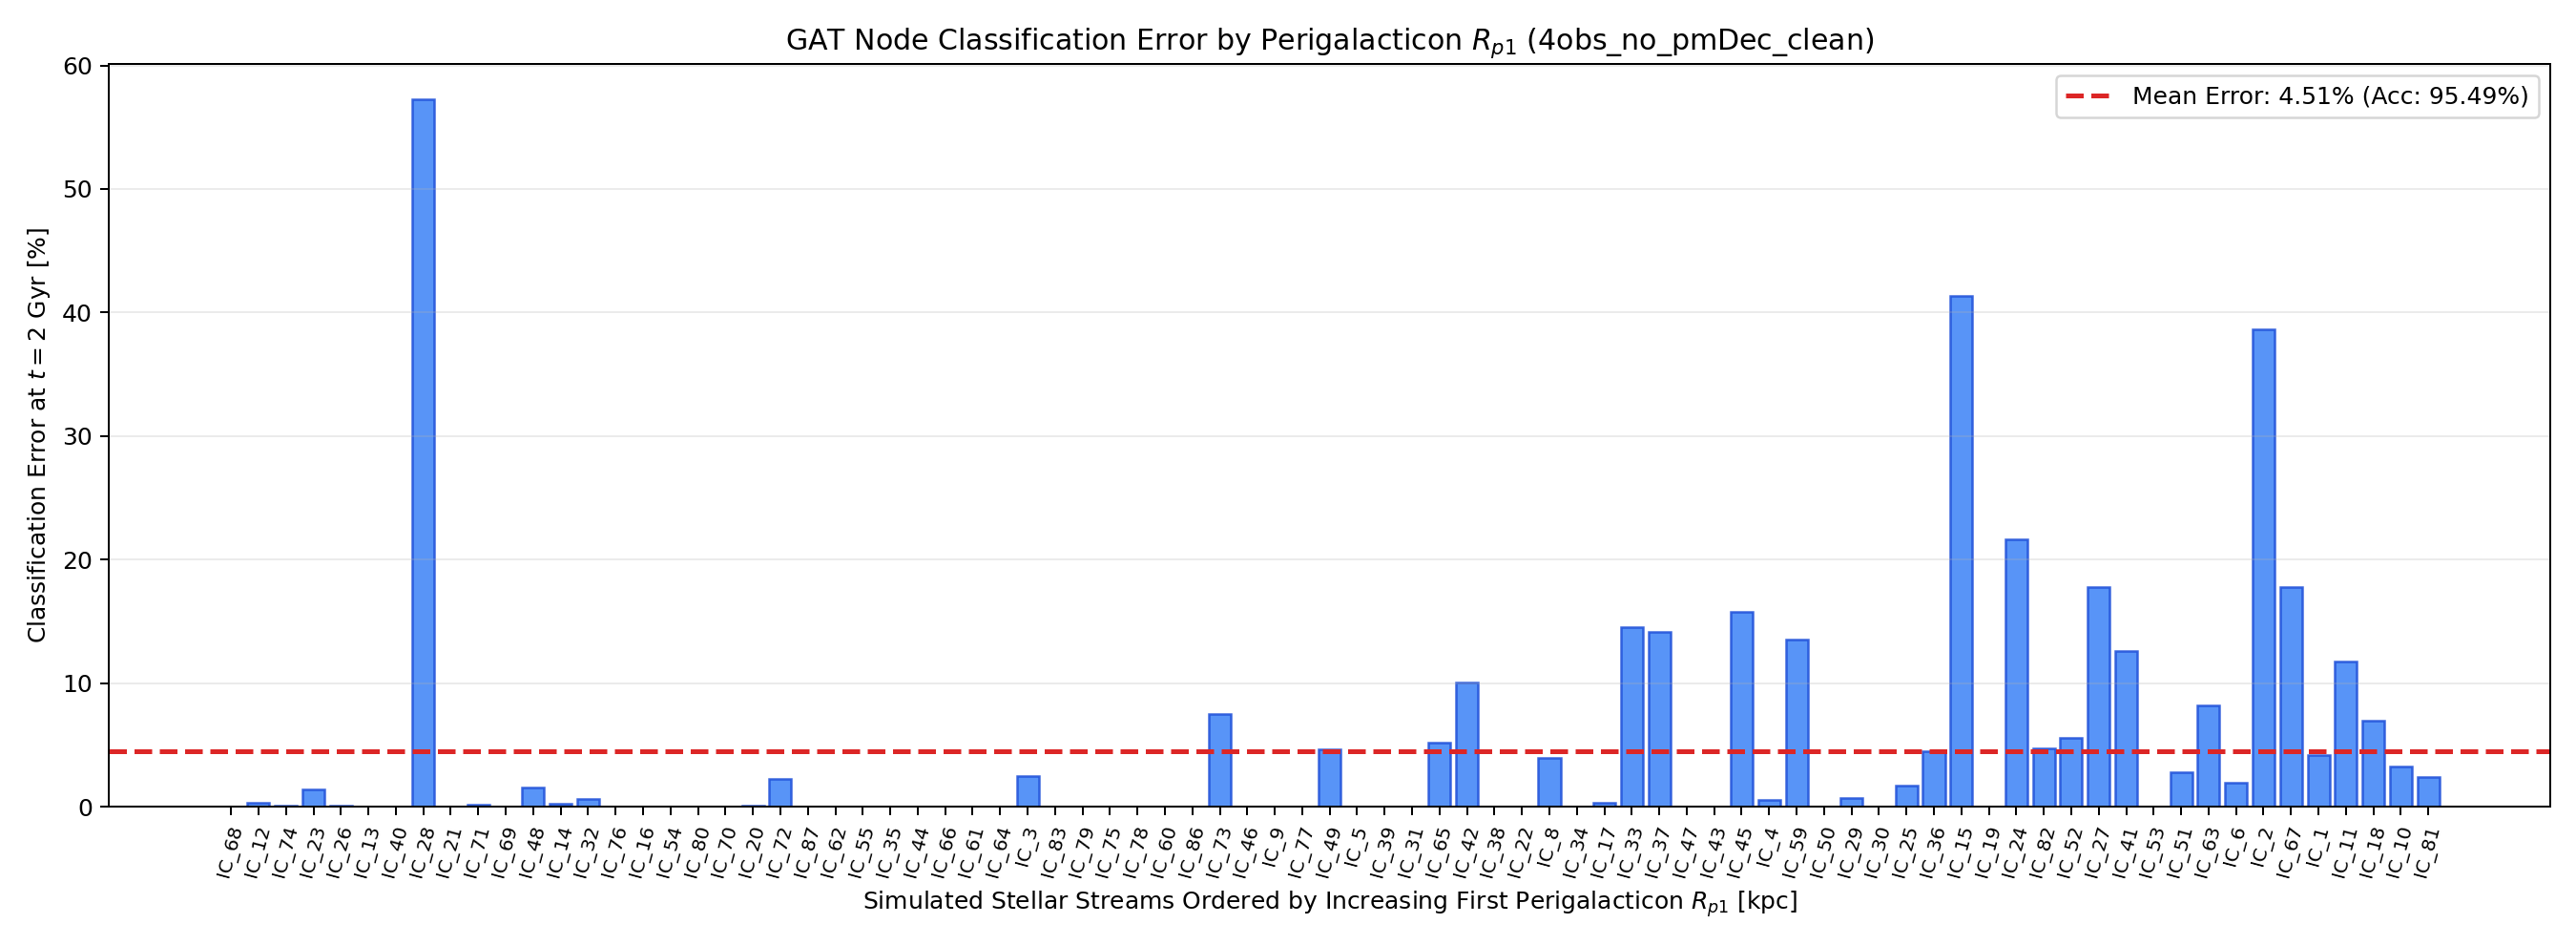 GAT Node Classification Error by Perigalacticon R_{p1} (4obs_no_pmDec_clean)
Mean Error: 4.51% (Acc: 95.49%)
Classification Error at t = 2 Gyr [%]
60
50
40
30
20
10
0
IC_68 IC_12 IC_74 IC_23 IC_26 IC_13 IC_40 IC_28 IC_21 IC_71 IC_69 IC_48 IC_14 IC_32 IC_76 IC_16 IC_54 IC_80 IC_70 IC_20 IC_72 IC_87 IC_62 IC_55 IC_35 IC_44 IC_66 IC_61 IC_64 IC_3 IC_83 IC_79 IC_75 IC_78 IC_60 IC_86 IC_73 IC_46 IC_9 IC_77 IC_49 IC_5 IC_39 IC_31 IC_65 IC_42 IC_38 IC_22 IC_8 IC_34 IC_17 IC_33 IC_37 IC_47 IC_43 IC_45 IC_4 IC_59 IC_50 IC_29 IC_30 IC_25 IC_36 IC_15 IC_19 IC_24 IC_82 IC_52 IC_27 IC_41 IC_53 IC_51 IC_63 IC_6 IC_2 IC_67 IC_1 IC_11 IC_18 IC_10 IC_81
Simulated Stellar Streams Ordered by Increasing First Perigalacticon R_{p1} [kpc]